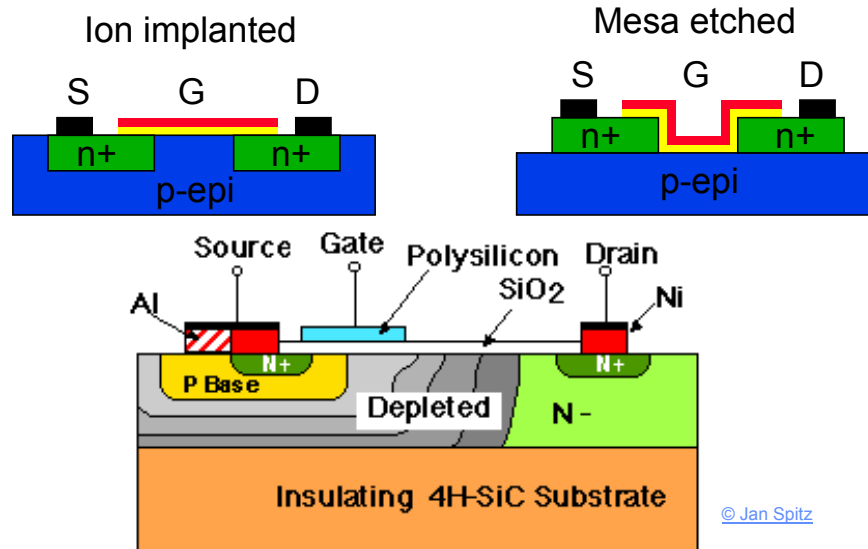 Ion implanted
Mesa etched
S G D
S G D
n+ n+
n+ n+
p-epi
p-epi
Source
Gate
Polysilicon
Drain
SiO2
Al
Ni
N+
N+
P Base
Depleted
N-
Insulating 4H-SiC Substrate
© Jan Spitz